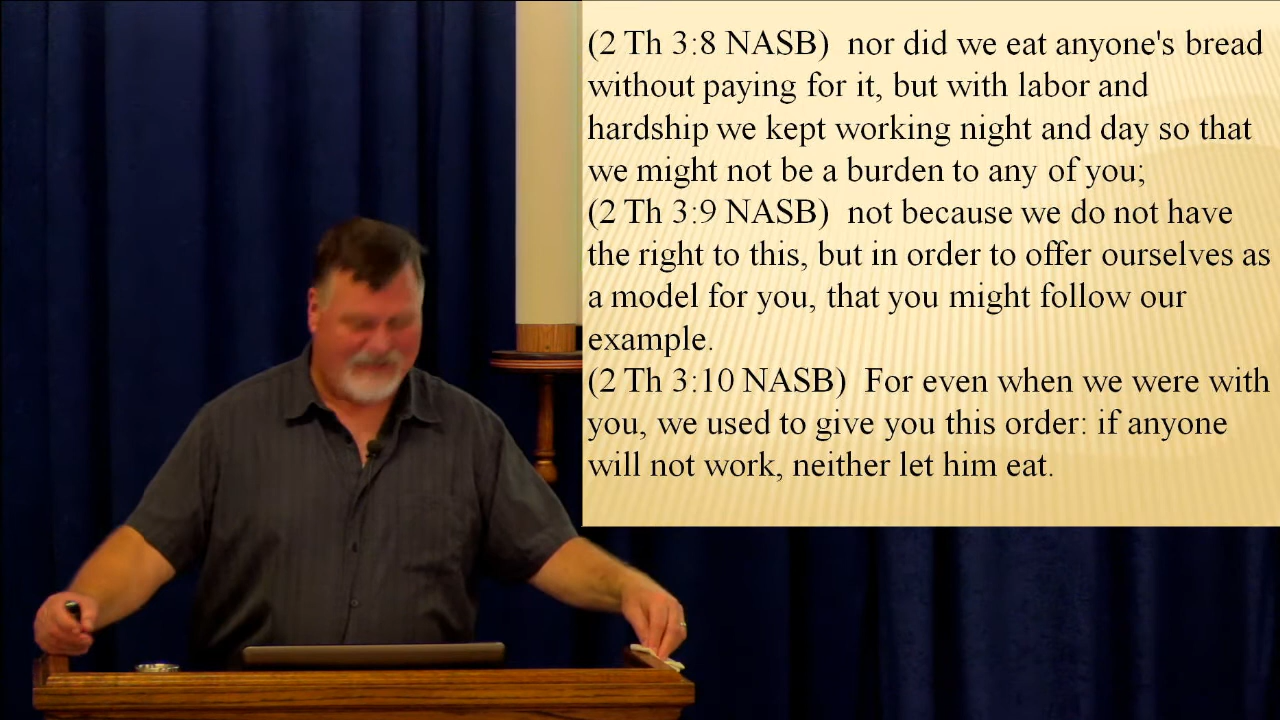 (2 Th 3:8 NASB)  nor did we eat anyone's bread
without paying for it, but with labor and
hardship we kept working night and day so that
we might not be a burden to any of you;
(2 Th 3:9 NASB)  not because we do not have
the right to this, but in order to offer ourselves as
a model for you, that you might follow our
example.
(2 Th 3:10 NASB)  For even when we were with
you, we used to give you this order: if anyone
will not work, neither let him eat.